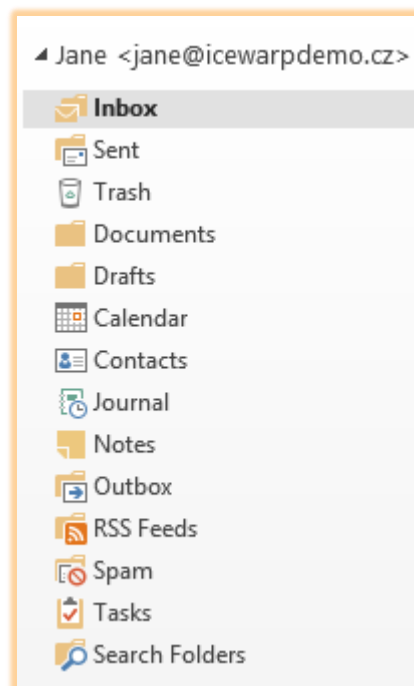 Jane <jane@icewarpdemo.cz>
Inbox
Sent
Trash
Documents
Drafts
Calendar
Contacts
Journal
Notes
Outbox
RSS Feeds
Spam
Tasks
Search Folders